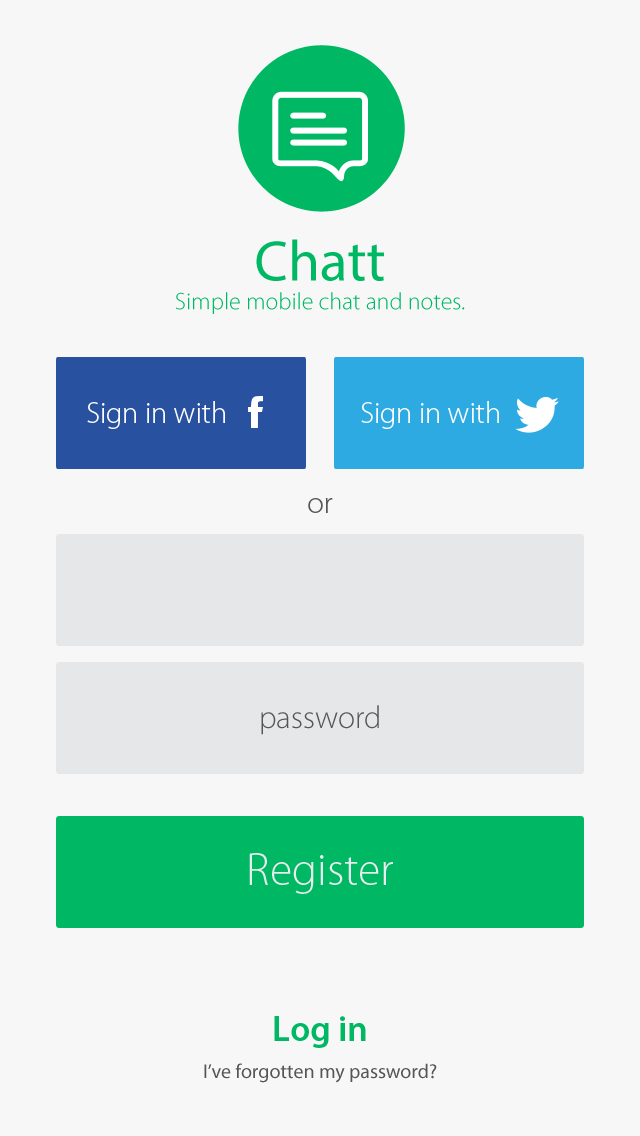 Chatt
Simple mobile chat and notes.
Sign in with f
Sign in with
or
password
Register
Log in
I've forgotten my password?